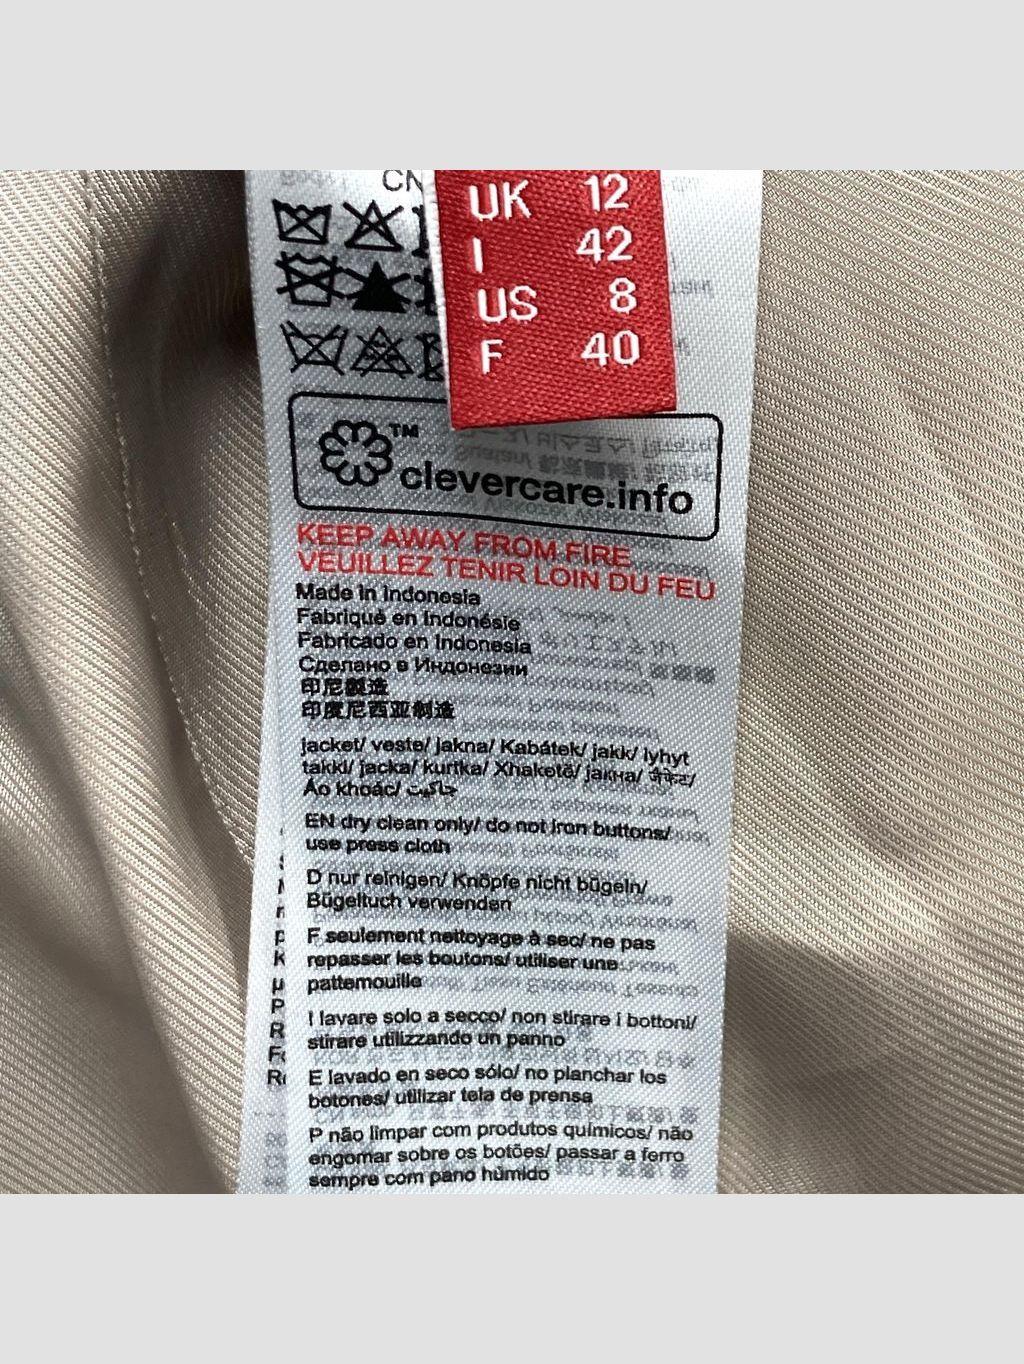 CN
UK 12
I 42
US 8
F 40
TM
clevercare.info
KEEP AWAY FROM FIRE
VEUILLEZ TENIR LOIN DU FEU
Made in Indonesia
Fabriqué en Indonésie
Fabricado en Indonesia
Сделано в Индонезии
印尼製造
印度尼西亚制造
jacket/ veste/ jakna/ Kabátek/ jakk/ lyhyt
takki/ jacka/ kurtka/ Xhaketë/ јакна/ जैकेट/
Áo khoác/ جاكيت
EN dry clean only/ do not iron buttons/
use press cloth
D nur reinigen/ Knöpfe nicht bügeln/
Bügeltuch verwenden
F seulement nettoyage à sec/ ne pas
repasser les boutons/ utiliser une
pattemouille
I lavare solo a secco/ non stirare i bottoni/
stirare utilizzando un panno
E lavado en seco sólo/ no planchar los
botones/ utilizar tela de prensa
P não limpar com produtos químicos/ não
engomar sobre os botões/ passar a ferro
sempre com pano húmido